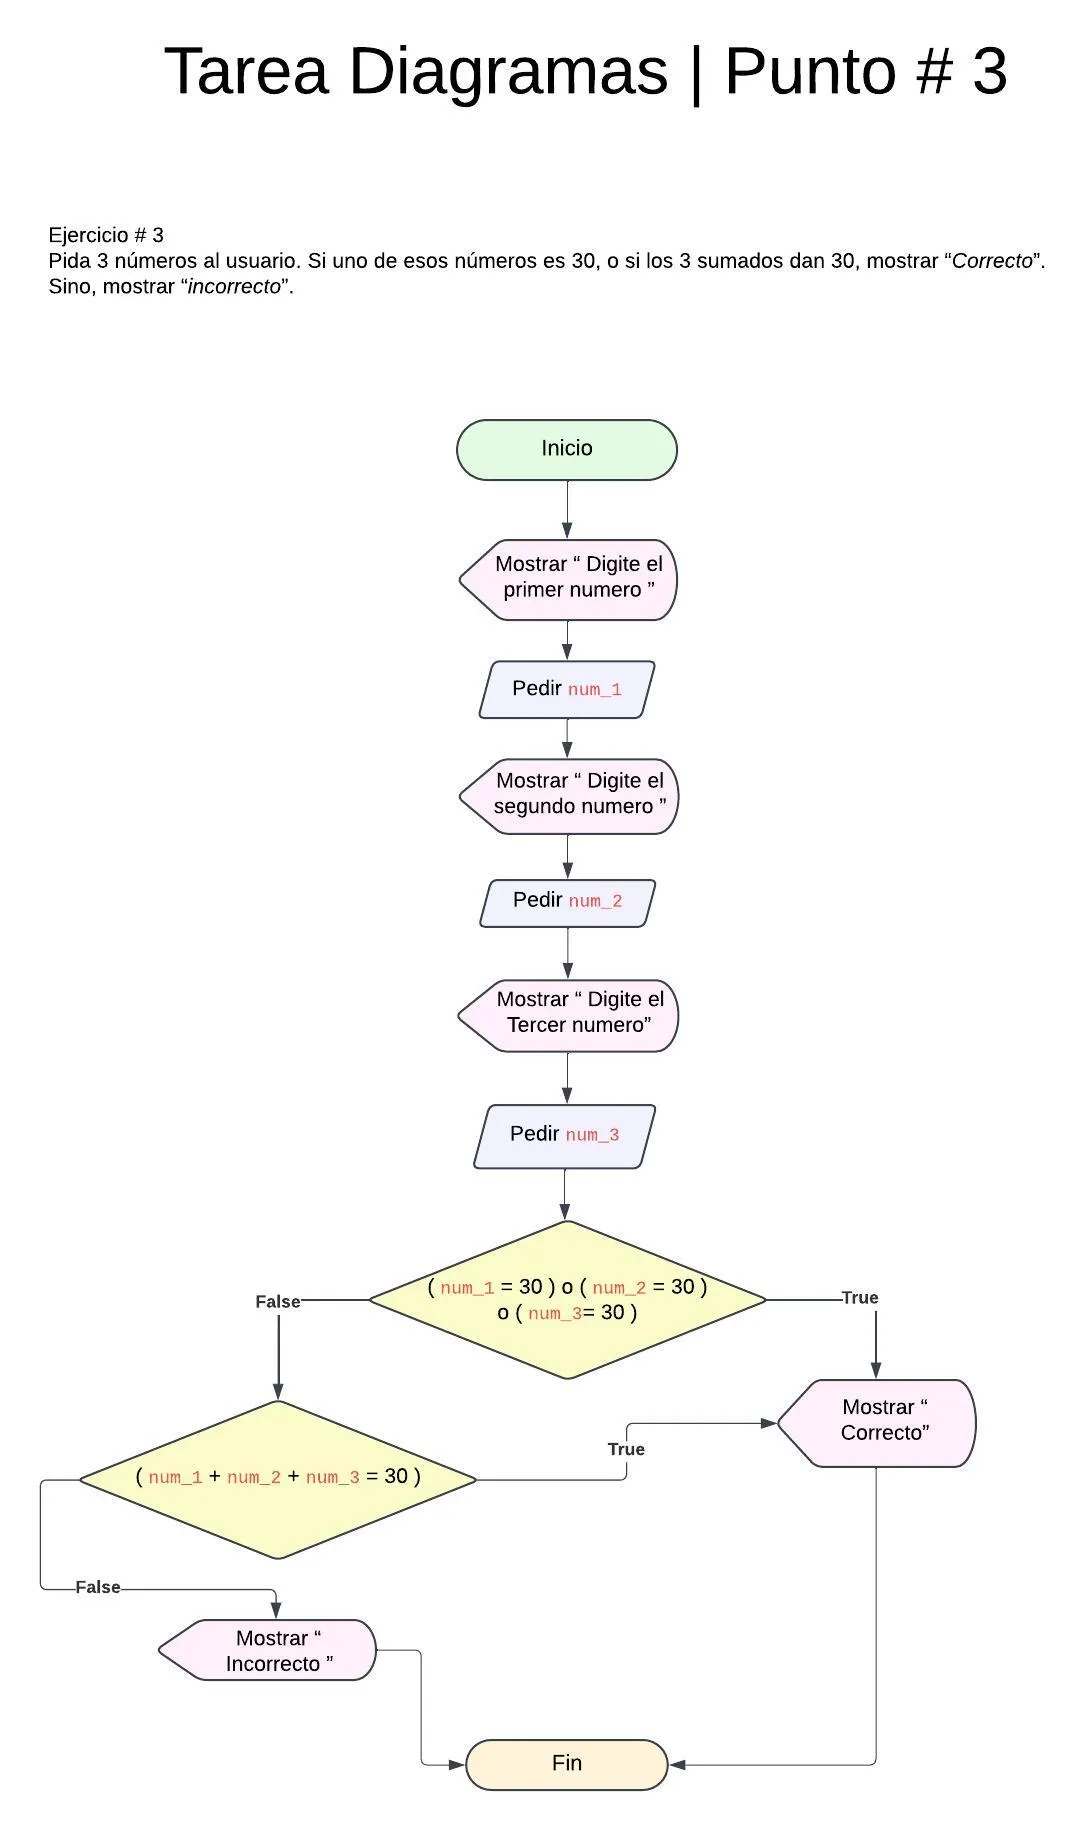 Tarea Diagramas | Punto # 3
Ejercicio # 3
Pida 3 números al usuario. Si uno de esos números es 30, o si los 3 sumados dan 30, mostrar “Correcto”.
Sino, mostrar “incorrecto”.
Inicio
Mostrar “ Digite el
primer numero ”
Pedir num_1
Mostrar “ Digite el
segundo numero ”
Pedir num_2
Mostrar “ Digite el
Tercer numero”
Pedir num_3
( num_1 = 30 ) o ( num_2 = 30 )
o ( num_3= 30 )
False
True
Mostrar “
Correcto”
( num_1 + num_2 + num_3 = 30 )
True
False
Mostrar “
Incorrecto ”
Fin